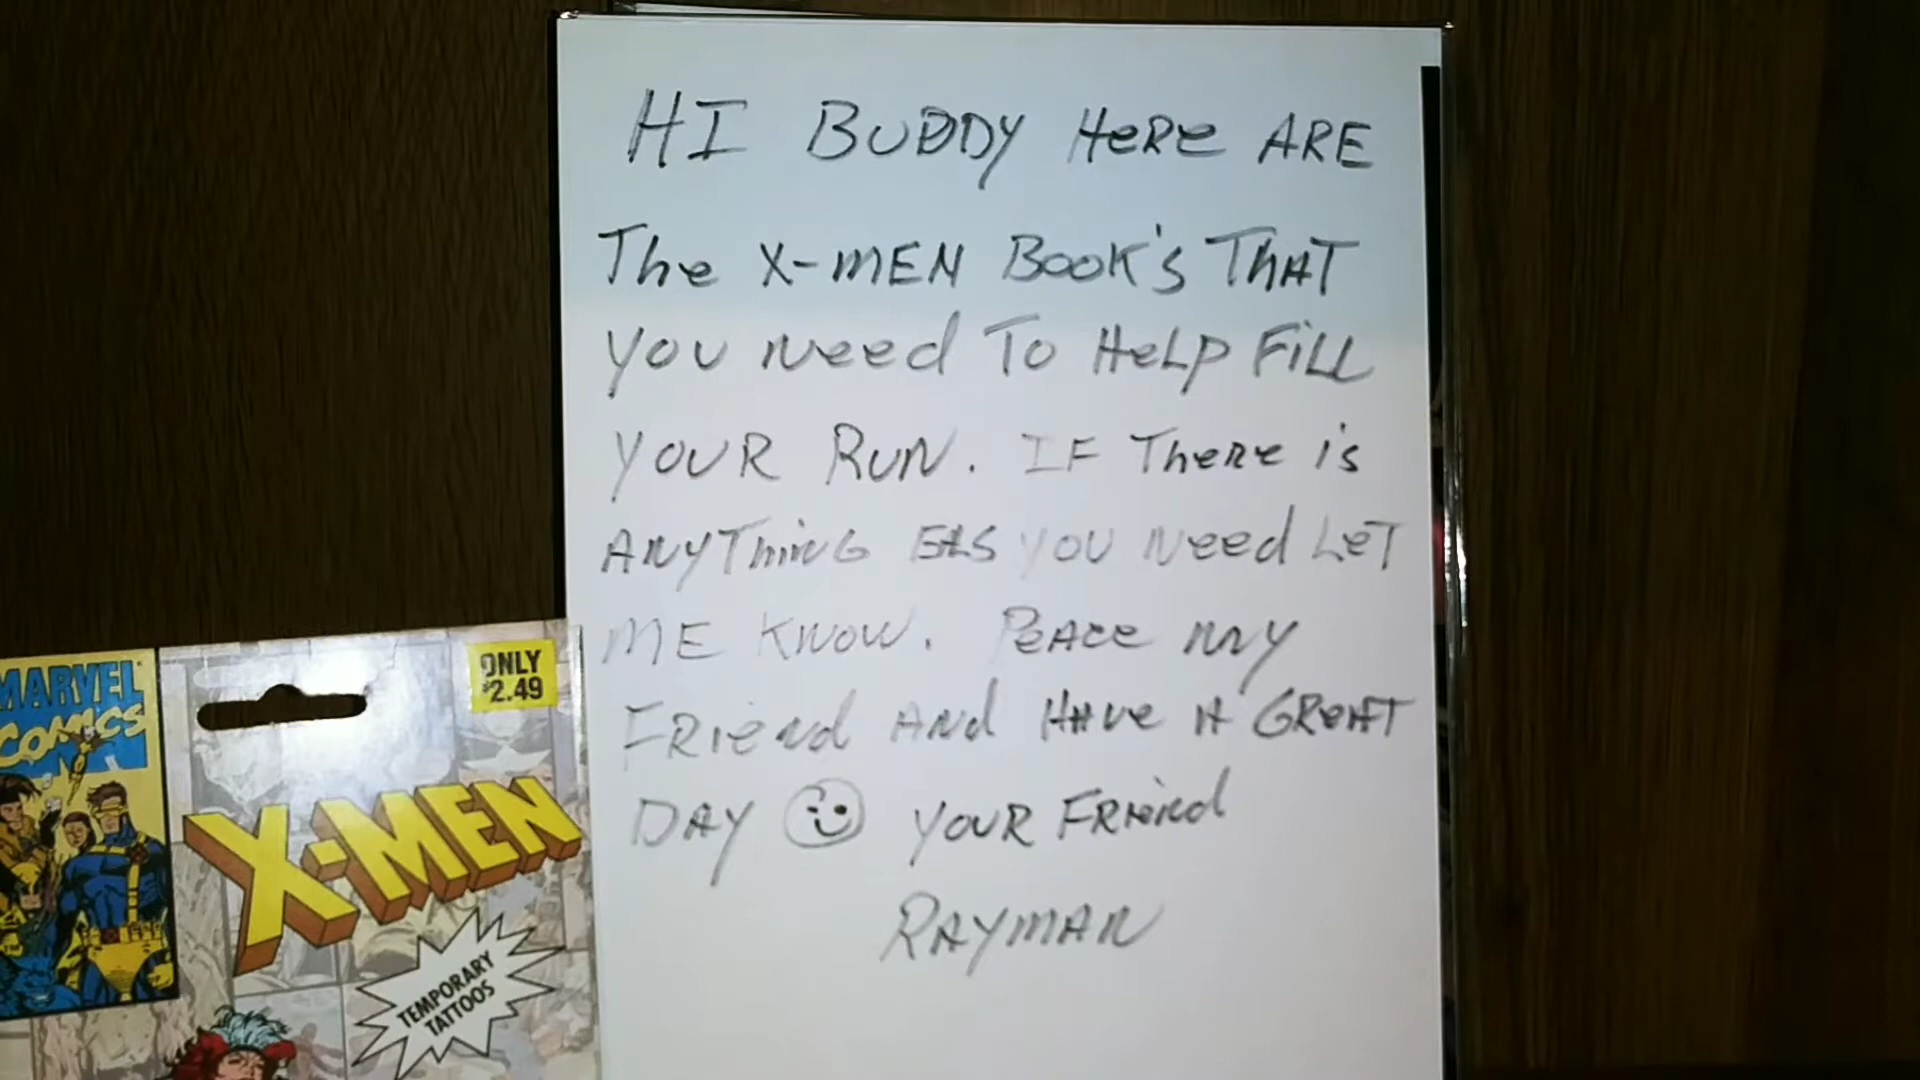 HI BUDDY HERE ARE
The X-MEN BOOK'S THAT
YOU NEED TO HELP FILL
YOUR RUN. IF THERE is
ANYTHING ELS YOU NEED LET
ME KNOW. PEACE MY
FRIEND AND HAVE A GREAT
DAY YOUR FRIEND
RAYMAN
MARVEL
COMICS
ONLY
$2.49
X-MEN
TEMPORARY
TATTOOS